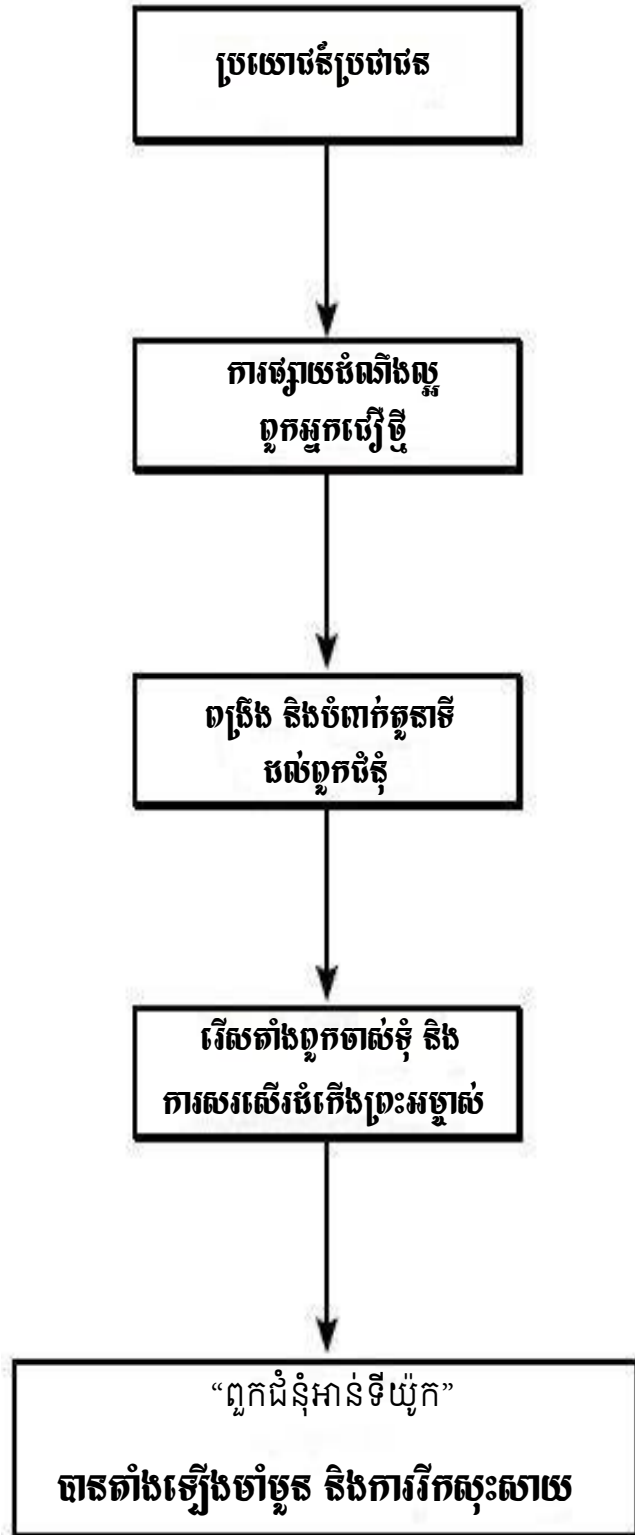 ប្រយោជន៍ប្រជាជន
ការផ្សាយដំណឹងល្អ
ពួកអ្នកជឿថ្មី
ពង្រឹង និងបំពាក់តួនាទី
ដល់ពួកជំនុំ
រើសតាំងពួកចាស់ទុំ និង
ការសរសើរដំកើងព្រះអម្ចាស់
“ពួកជំនុំអាន់ទីយ៉ូក”
បានតាំងឡើងមាំមួន និងការរីកសុះសាយ